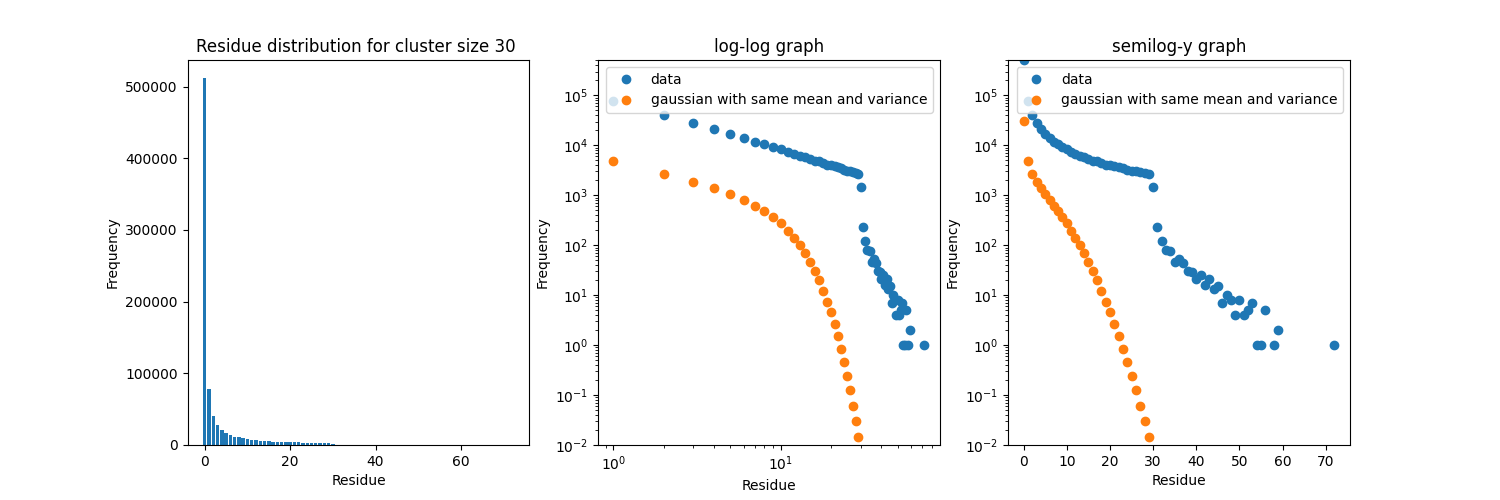 Residue distribution for cluster size 30
500000
400000
300000
200000
100000
0
Frequency
0 20 40 60
Residue
log-log graph
data
gaussian with same mean and variance
10^5
10^4
10^3
10^2
10^1
10^0
10^-1
10^-2
Frequency
10^0 10^1
Residue
semilog-y graph
data
gaussian with same mean and variance
10^5
10^4
10^3
10^2
10^1
10^0
10^-1
10^-2
Frequency
0 10 20 30 40 50 60 70
Residue